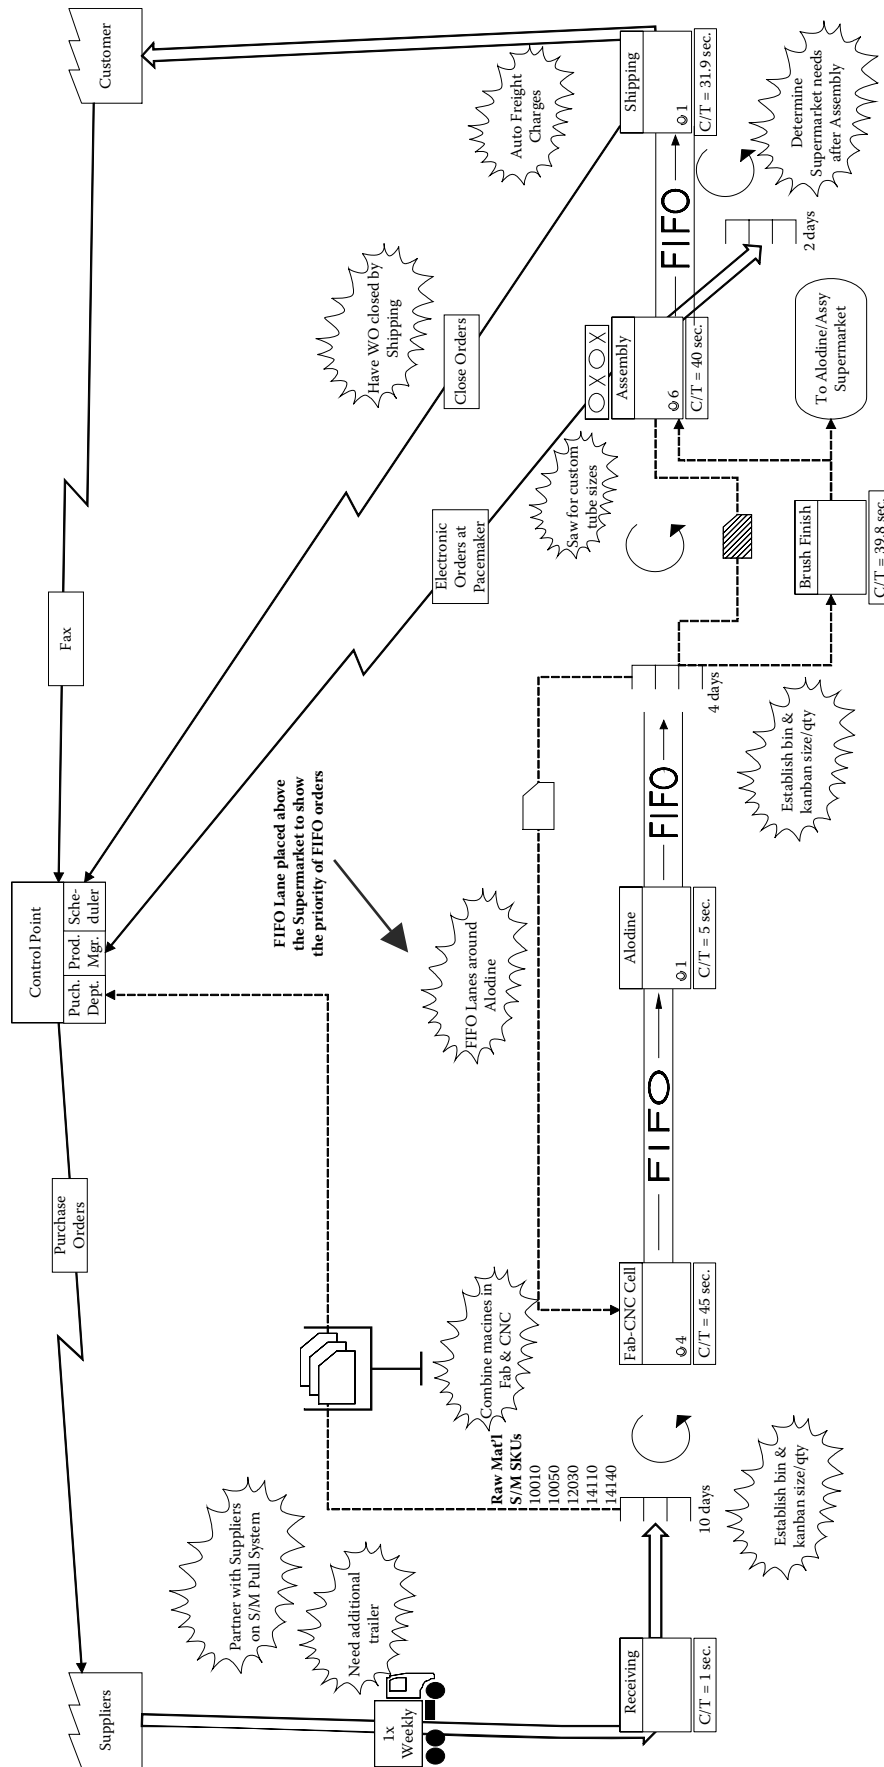 Suppliers
Purchase
Orders
Control Point
Puch.
Dept.
Prod.
Mgr.
Sche-
duler
Fax
Customer
Partner with Suppliers
on S/M Pull System
Need additional
trailer
1x
Weekly
FIFO Lane placed above
the Supermarket to show
the priority of FIFO orders
Have WO closed by
Shipping
Close Orders
Auto Freight
Charges
Electronic
Orders at
Pacemaker
Combine macines in
Fab & CNC
FIFO Lanes around
Alodine
Saw for custom
tube sizes
Raw Mat'l
S/M SKUs
10010
10050
12030
14110
14140
Receiving
C/T = 1 sec.
10 days
Establish bin &
kanban size/qty
Fab-CNC Cell
4
C/T = 45 sec.
FIFO
Alodine
1
C/T = 5 sec.
FIFO
4 days
Establish bin &
kanban size/qty
Brush Finish
C/T = 39.8 sec.
OXOX
Assembly
6
C/T = 40 sec.
To Alodine/Assy
Supermarket
FIFO
2 days
Shipping
1
C/T = 31.9 sec.
Determine
Supermarket needs
after Assembly